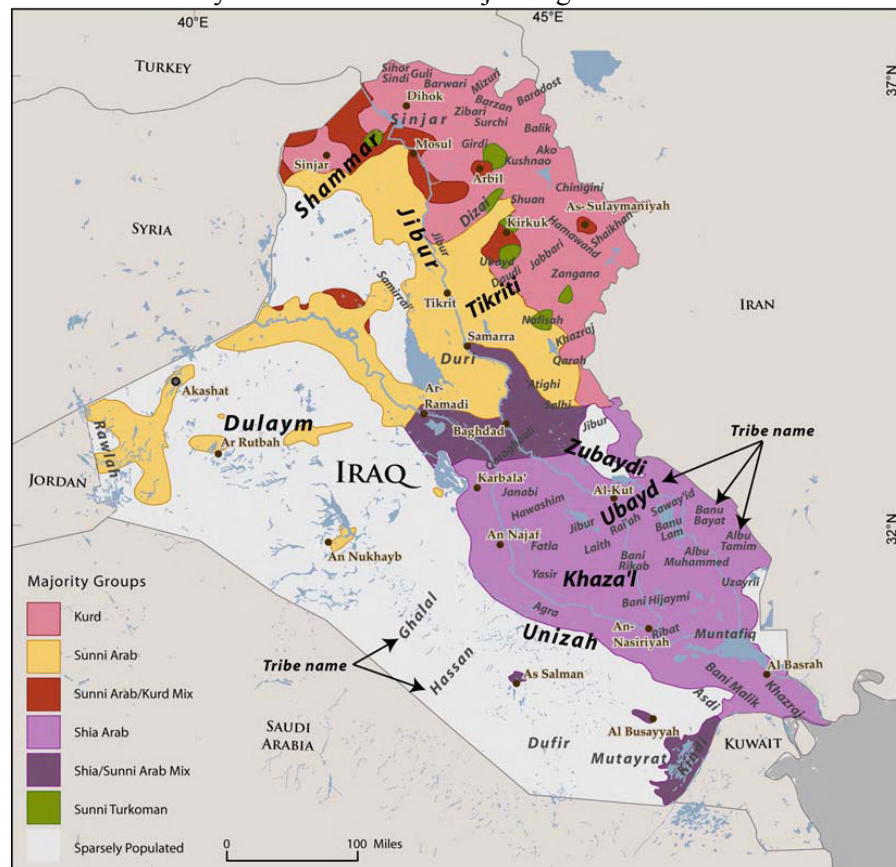 40°E
45°E
37°N
32°N
TURKEY
SYRIA
JORDAN
SAUDI
ARABIA
KUWAIT
IRAN
IRAQ
Sihor
Sindi
Guli
Barwari
Mizuri
Baradost
Dihok
Barzan
Zibari
Surchi
Sinjar
Balik
Girdi
Ako
Kushnao
Mosul
Sinjar
Shammar
Arbil
Chinigini
Shuan
As-Sulaymaniyah
Dizai
Jibur
Jibur
Kirkuk
Hamawand
Shaikhan
Jabbari
Ubayd
Daudi
Zangana
Samirrai'
Tikrit
Tikriti
Nafisah
Khazraj
Samarra
Duri
Qarah
Atighi
Salhi
Akashat
Ar-
Ramadi
Baghdad
Jibur
Dulaym
Rawlah
Ar Rutbah
Qaraghuli
Zubaydi
Tribe name
Karbala'
Janabi
Hawashim
Al-Kut
Ubayd
Saway'id
Banu
Bayat
An Najaf
Jibur
Rai'ah
Banu
Lam
Albu
Tamim
Fatla
Laith
Albu
Muhammed
An Nukhayb
Bani
Rikab
Yasir
Khaza'l
Uzayrli
Agra
Bani Hijaymi
An-
Nasiriyah
Ribat
Muntafiq
Unizah
Ghalal
Tribe name
Hassan
Al Basrah
Bani Malik
Khazraj
Asdi
As Salman
Al Busayyah
Dufir
Mutayrat
Kindi
Majority Groups
Kurd
Sunni Arab
Sunni Arab/Kurd Mix
Shia Arab
Shia/Sunni Arab Mix
Sunni Turkoman
Sparsely Populated
0
100 Miles